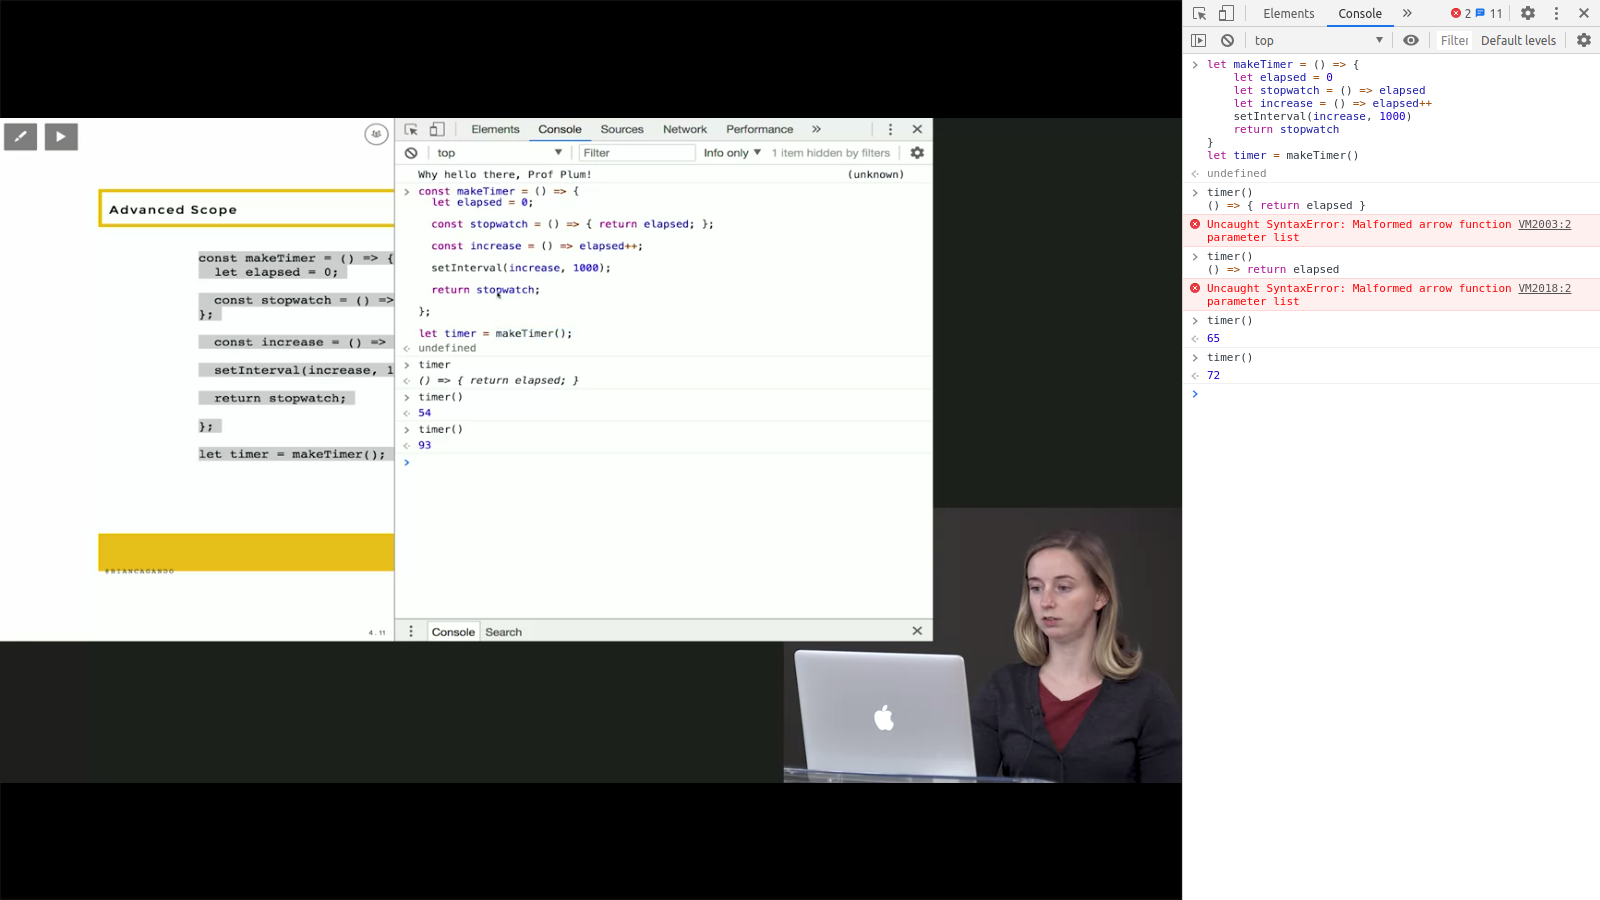 Advanced Scope
const makeTimer = () => {
let elapsed = 0;
const stopwatch = () =>
};
const increase = () =>
setInterval(increase, 1
return stopwatch;
};
let timer = makeTimer();
@BIANCAGANDO
4.11
Elements Console Sources Network Performance »
top Filter Info only 1 item hidden by filters
Why hello there, Prof Plum! (unknown)
> const makeTimer = () => {
let elapsed = 0;
const stopwatch = () => { return elapsed; };
const increase = () => elapsed++;
setInterval(increase, 1000);
return stopwatch;
};
let timer = makeTimer();
undefined
> timer
() => { return elapsed; }
> timer()
54
> timer()
93
>
Console Search
Elements Console » 2 11
top Filter Default levels
> let makeTimer = () => {
let elapsed = 0
let stopwatch = () => elapsed
let increase = () => elapsed++
setInterval(increase, 1000)
return stopwatch
}
let timer = makeTimer()
undefined
> timer()
() => { return elapsed }
Uncaught SyntaxError: Malformed arrow function VM2003:2
parameter list
> timer()
() => return elapsed
Uncaught SyntaxError: Malformed arrow function VM2018:2
parameter list
> timer()
65
> timer()
72
>